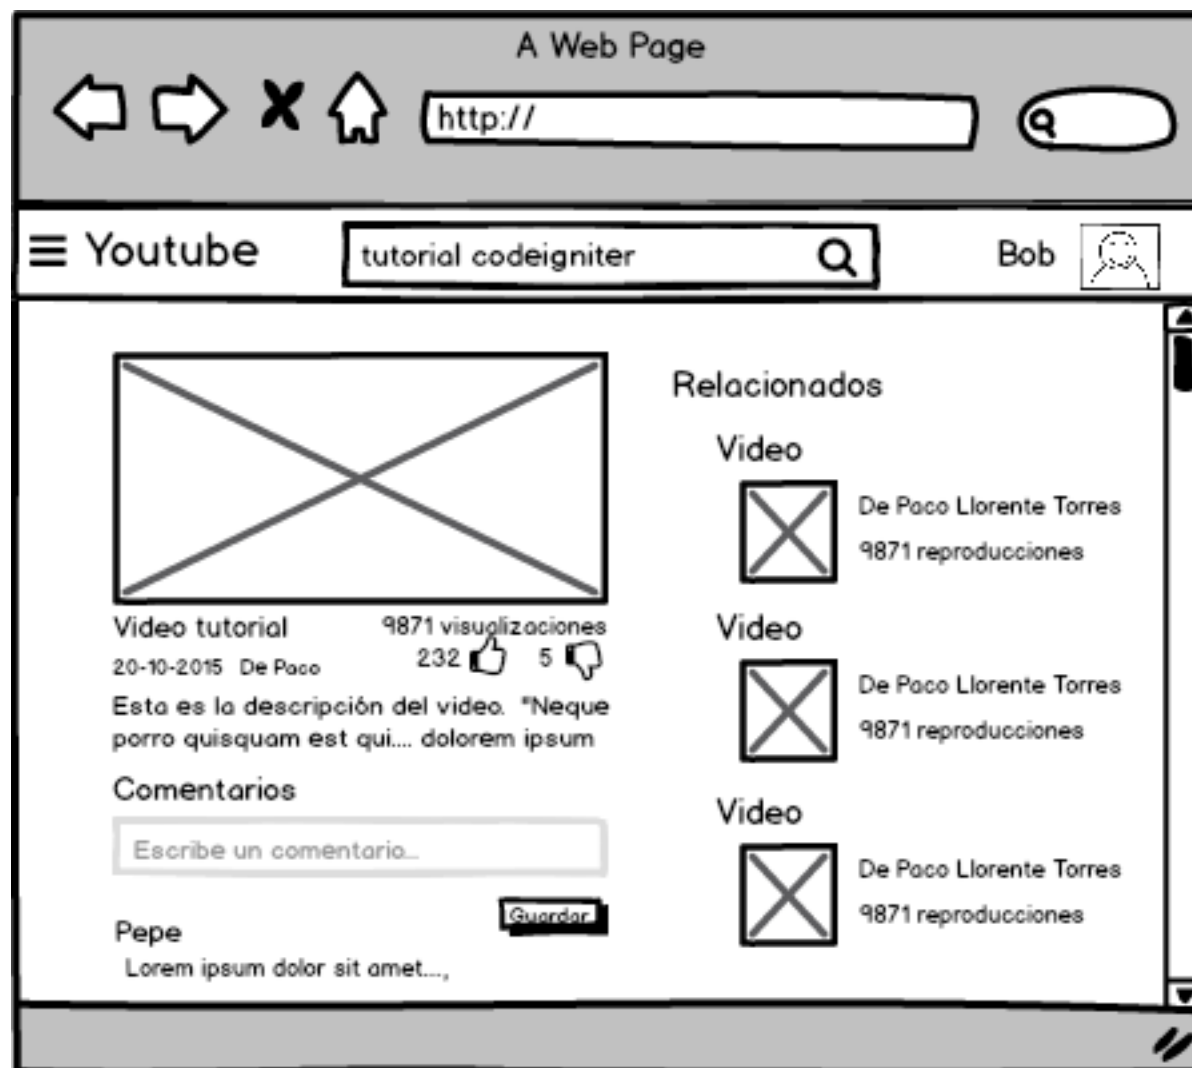 A Web Page
http://
Youtube
tutorial codeigniter
Bob
Video tutorial
9871 visualizaciones
20-10-2015 De Paco
232
5
Esta es la descripción del video. "Neque
porro quisquam est qui.... dolorem ipsum
Comentarios
Escribe un comentario...
Guardar
Pepe
Lorem ipsum dolor sit amet...,
Relacionados
Video
De Paco Llorente Torres
9871 reproducciones
Video
De Paco Llorente Torres
9871 reproducciones
Video
De Paco Llorente Torres
9871 reproducciones